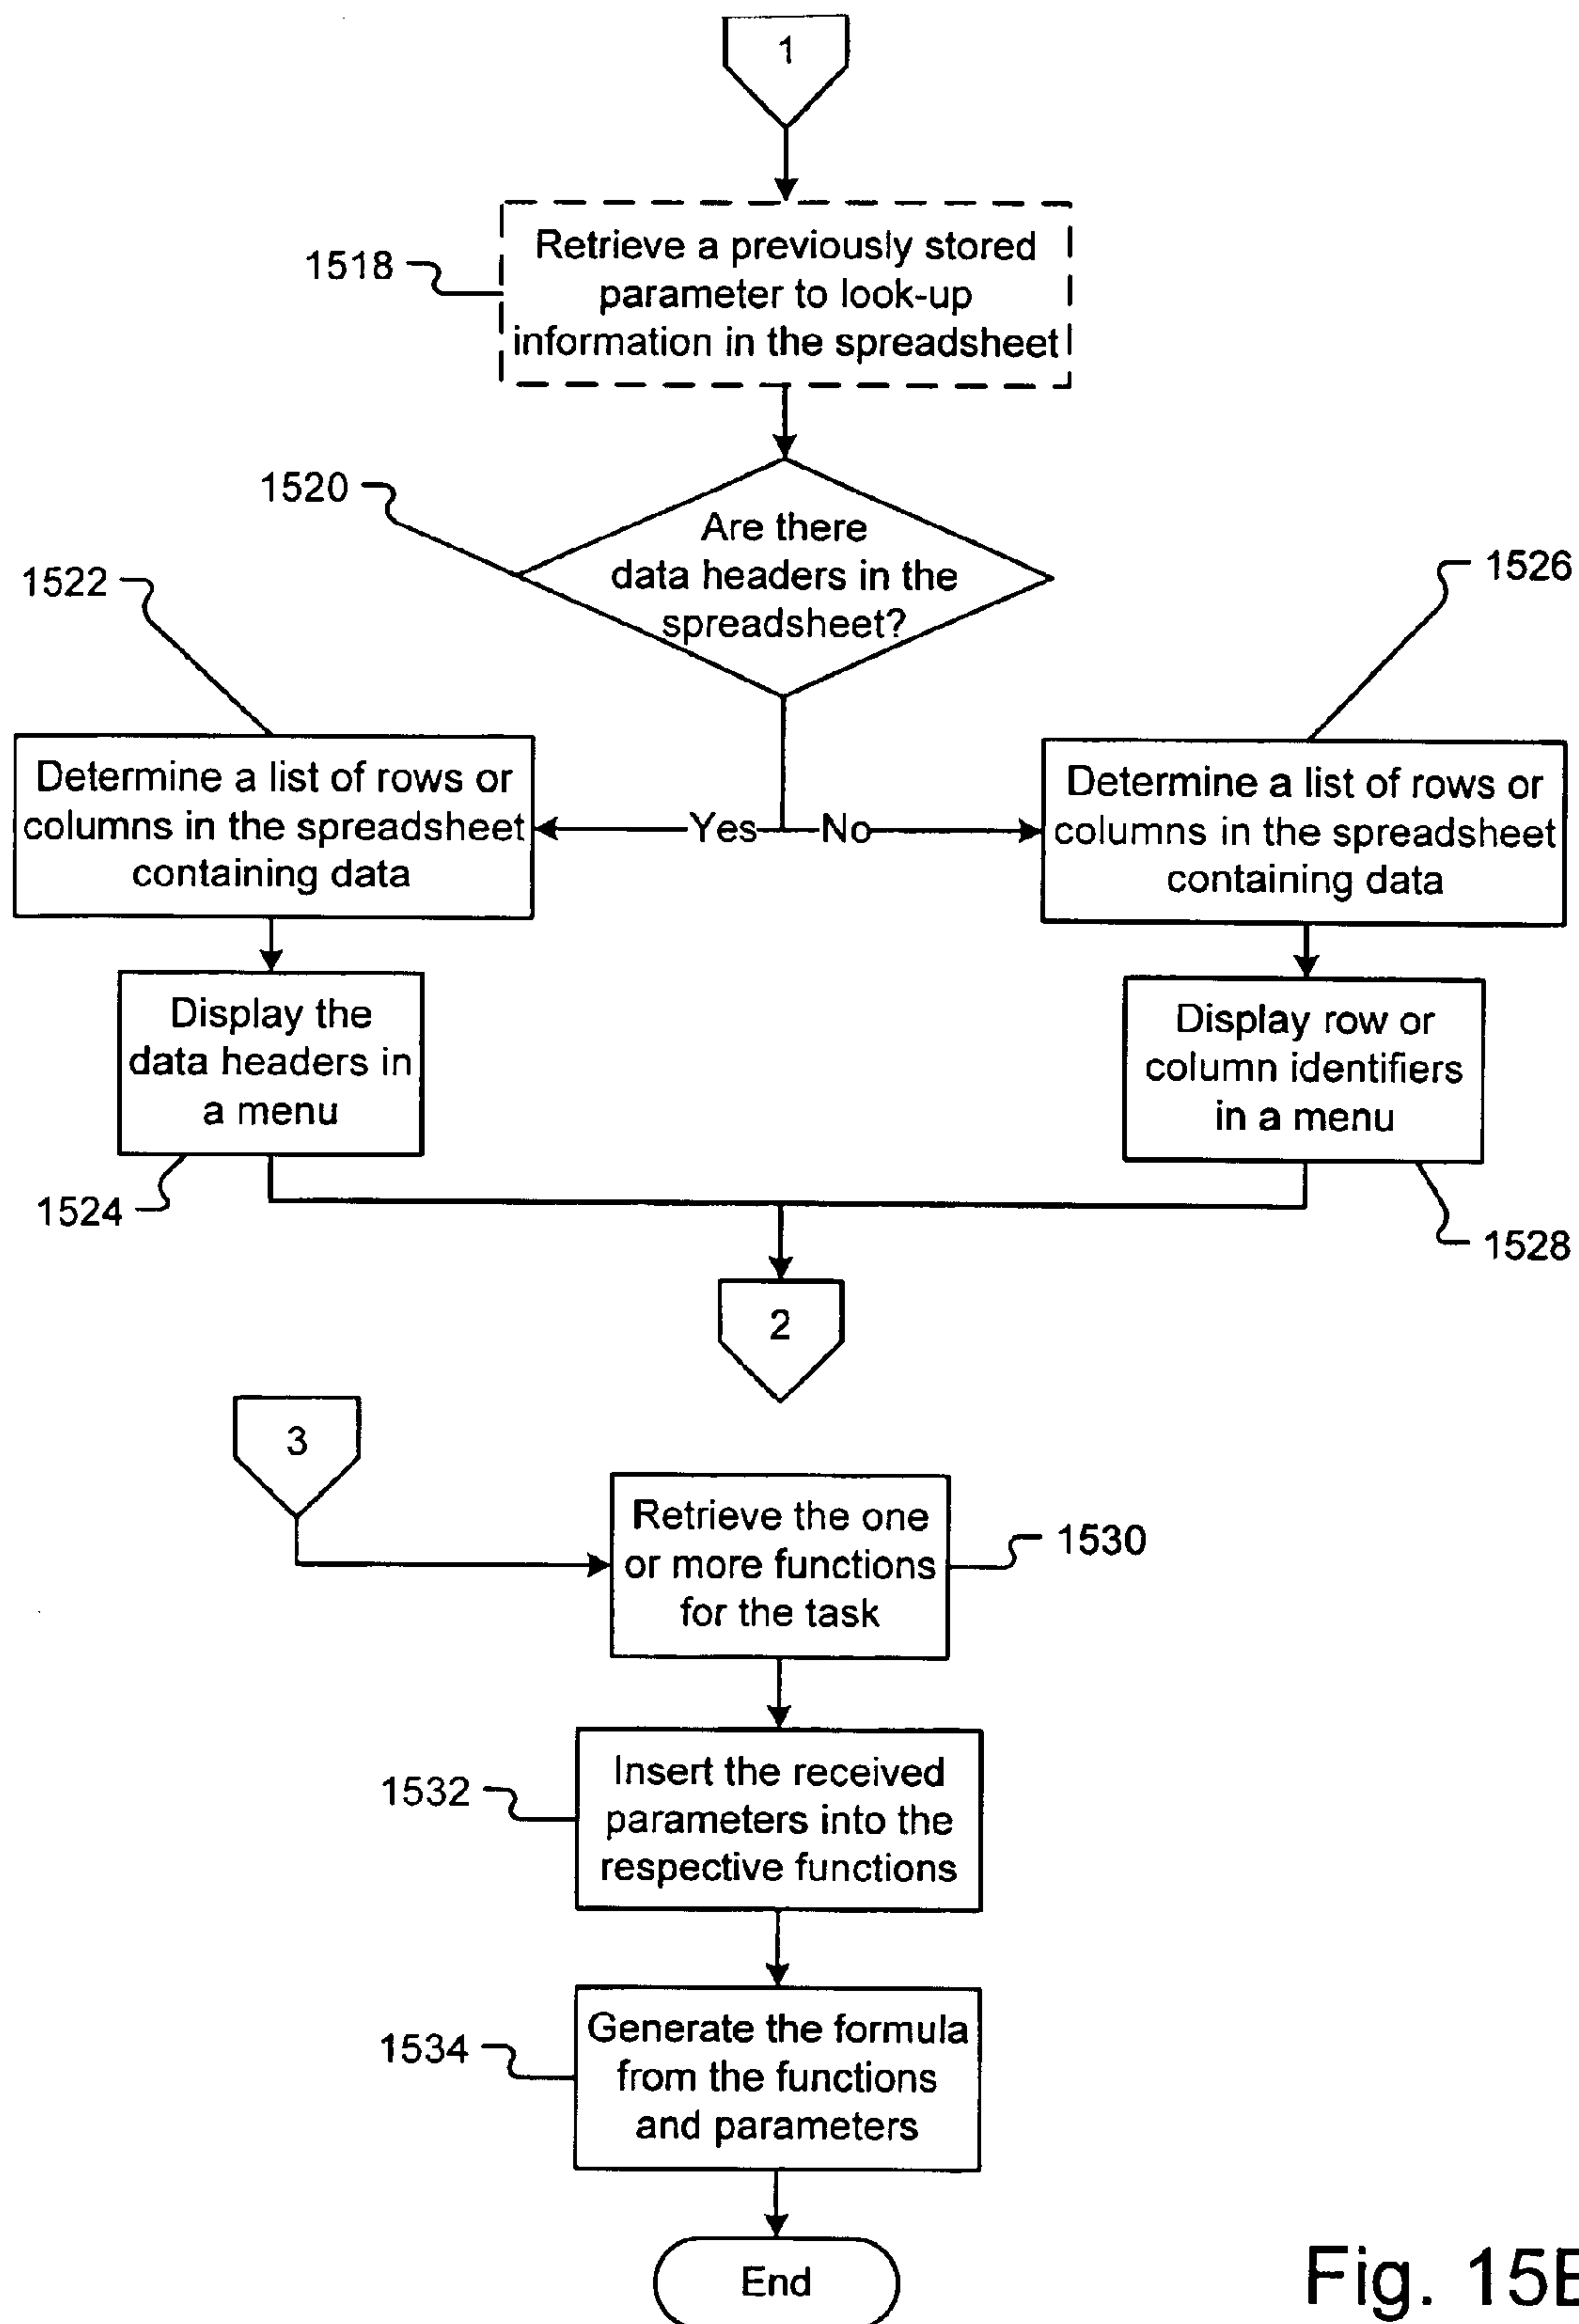 1
1518
Retrieve a previously stored
parameter to look-up
information in the spreadsheet
1520
Are there
data headers in the
spreadsheet?
1522
1526
Determine a list of rows or
columns in the spreadsheet
containing data
Yes
No
Determine a list of rows or
columns in the spreadsheet
containing data
Display the
data headers in
a menu
Display row or
column identifiers
in a menu
1524
1528
2
3
Retrieve the one
or more functions
for the task
1530
1532
Insert the received
parameters into the
respective functions
1534
Generate the formula
from the functions
and parameters
End
Fig. 15B